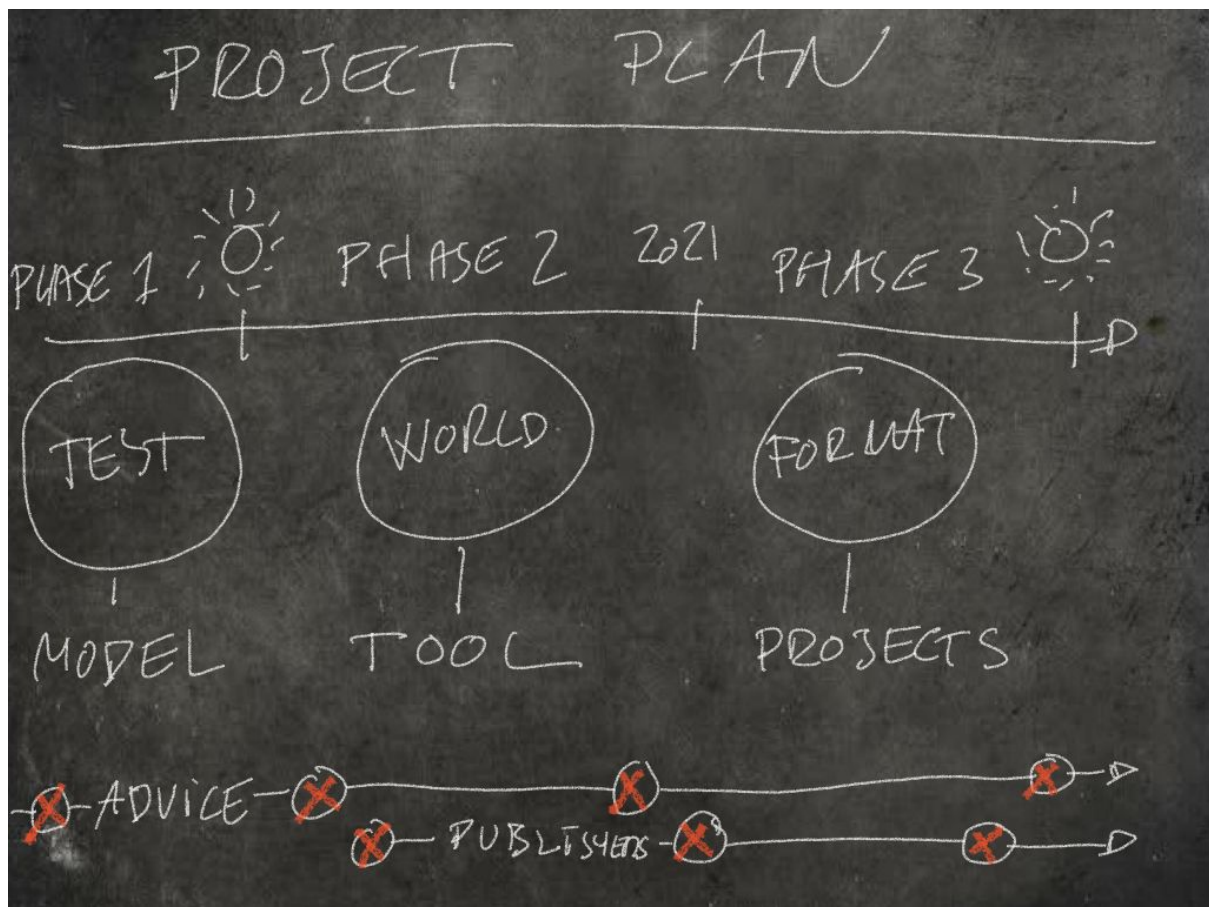 PROJECT PLAN
PHASE 1 PHASE 2 2021 PHASE 3
TEST WORLD FORMAT
MODEL TOOL PROJECTS
ADVICE
PUBLISHERS